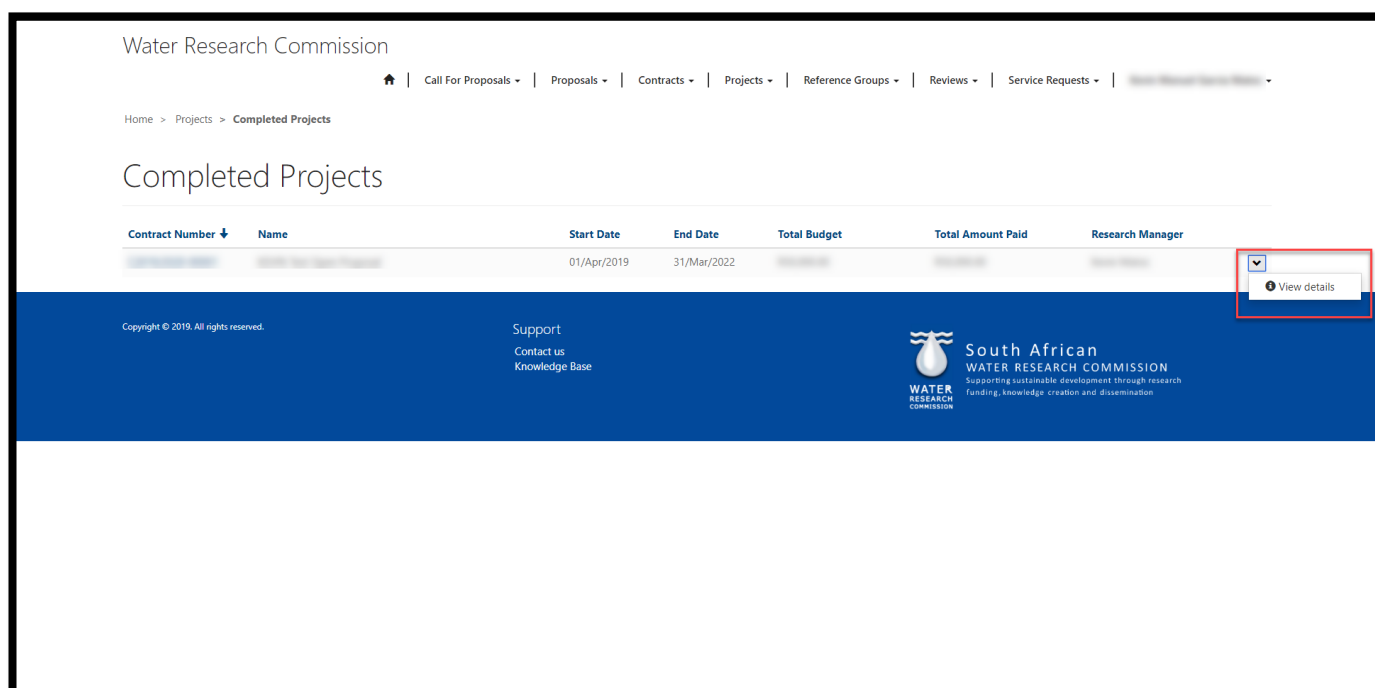 Water Research Commission
Call For Proposals | Proposals | Contracts | Projects | Reference Groups | Reviews | Service Requests |
Home > Projects > Completed Projects
Completed Projects
Contract Number Name Start Date End Date Total Budget Total Amount Paid Research Manager
01/Apr/2019 31/Mar/2022
View details
Copyright © 2019. All rights reserved.
Support
Contact us
Knowledge Base
WATER
RESEARCH
COMMISSION
South African
WATER RESEARCH COMMISSION
Supporting sustainable development through research
funding, knowledge creation and dissemination